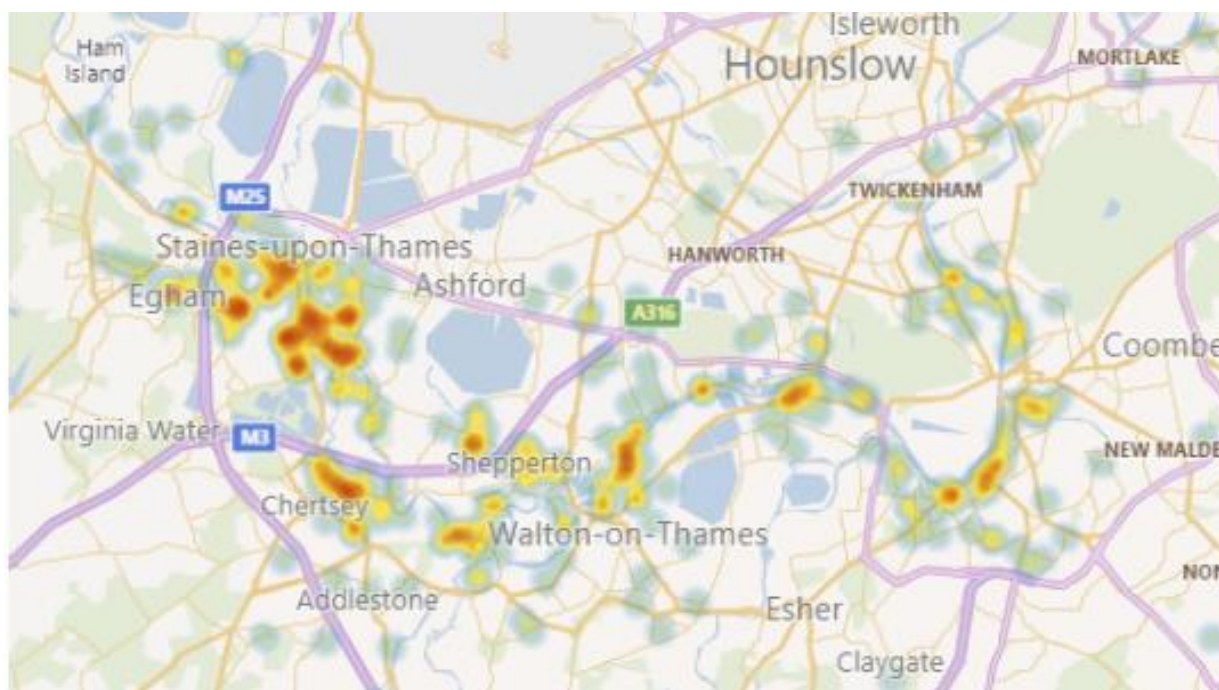 Isleworth
Ham
Island
Hounslow
MORTLAKE
M25
TWICKENHAM
Staines-upon-Thames
HANWORTH
Egham
Ashford
A316
Coombe
Virginia Water
M3
Shepperton
NEW MALDE
Chertsey
Walton-on-Thames
NON
Addlestone
Esher
Claygate